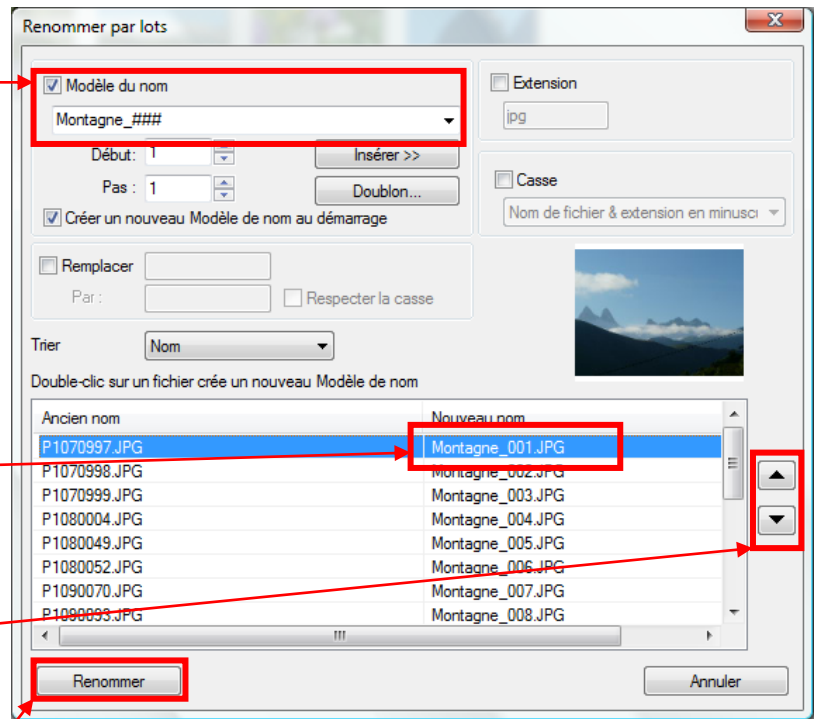 Renommer par lots
Modèle du nom
Montagne_###
Début: 1
Insérer >>
Pas : 1
Doublon...
Créer un nouveau Modèle de nom au démarrage
Extension
jpg
Casse
Nom de fichier & extension en minusc
Remplacer
Par :
Respecter la casse
Trier
Nom
Double-clic sur un fichier crée un nouveau Modèle de nom
Ancien nom Nouveau nom
P1070997.JPG Montagne_001.JPG
P1070998.JPG Montagne_002.JPG
P1070999.JPG Montagne_003.JPG
P1080004.JPG Montagne_004.JPG
P1080049.JPG Montagne_005.JPG
P1080052.JPG Montagne_006.JPG
P1090070.JPG Montagne_007.JPG
P1090093.JPG Montagne_008.JPG
Renommer
Annuler